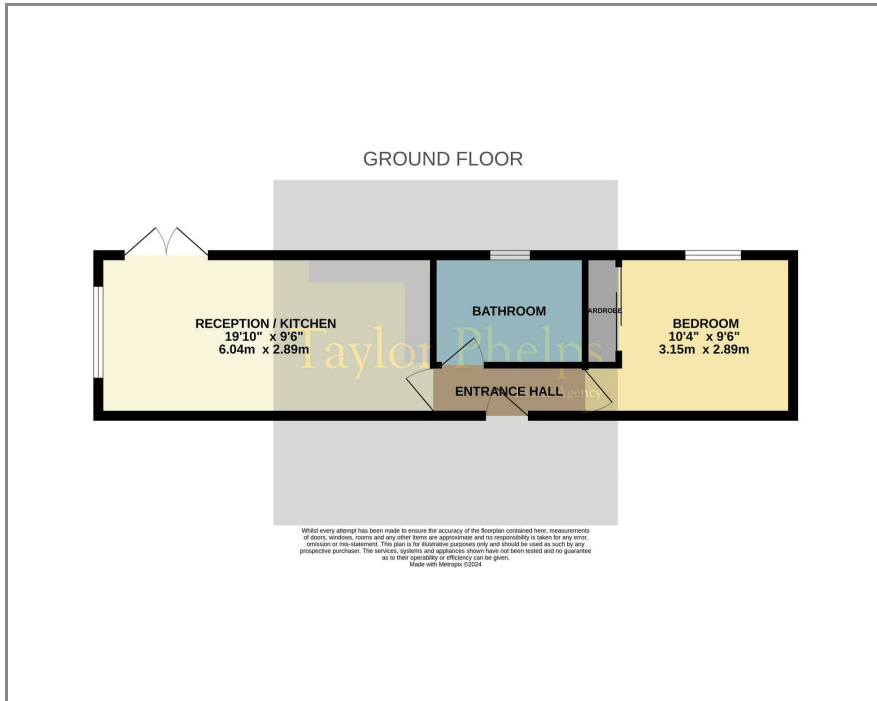 GROUND FLOOR
RECEPTION / KITCHEN
19'10" x 9'6"
6.04m x 2.89m
BATHROOM
ARDROBE
BEDROOM
10'4" x 9'6"
3.15m x 2.89m
Taylor Phelps
Agency
ENTRANCE HALL
Whilst every attempt has been made to ensure the accuracy of the floorplan contained here, measurements
of doors, windows, rooms and any other items are approximate and no responsibility is taken for any error,
omission or mis-statement. This plan is for illustrative purposes only and should be used as such by any
prospective purchaser. The services, systems and appliances shown have not been tested and no guarantee
as to their operability or efficiency can be given.
Made with Metropix ©2024